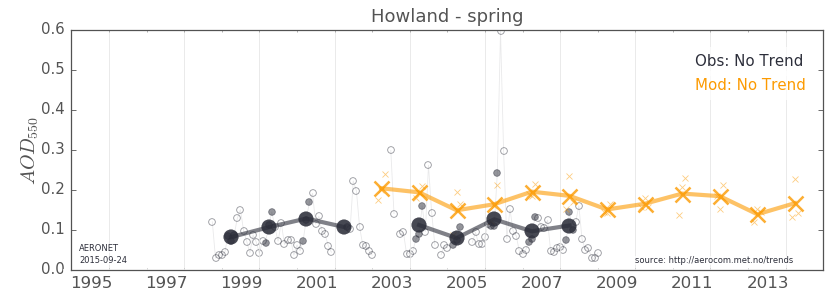 Howland - spring
0.6
0.5
0.4
0.3
0.2
0.1
0.0
AOD550
Obs: No Trend
Mod: No Trend
AERONET
2015-09-24
source: http://aerocom.met.no/trends
1995 1997 1999 2001 2003 2005 2007 2009 2011 2013